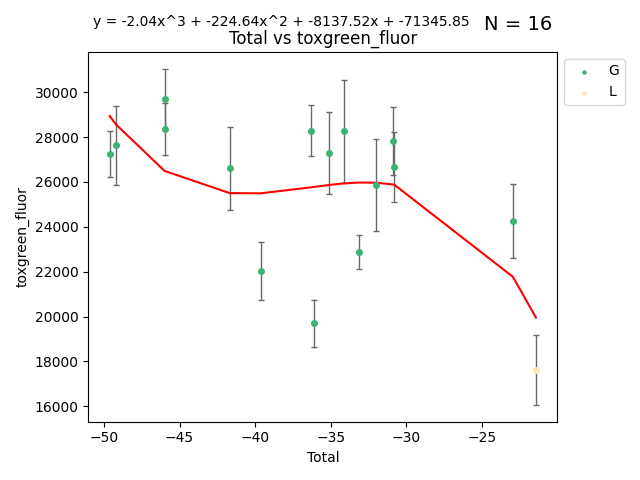 y = -2.04x^3 + -224.64x^2 + -8137.52x + -71345.85
N = 16
Total vs toxgreen_fluor
G
L
30000
28000
26000
24000
22000
20000
18000
16000
toxgreen_fluor
−50
−45
−40
−35
−30
−25
Total